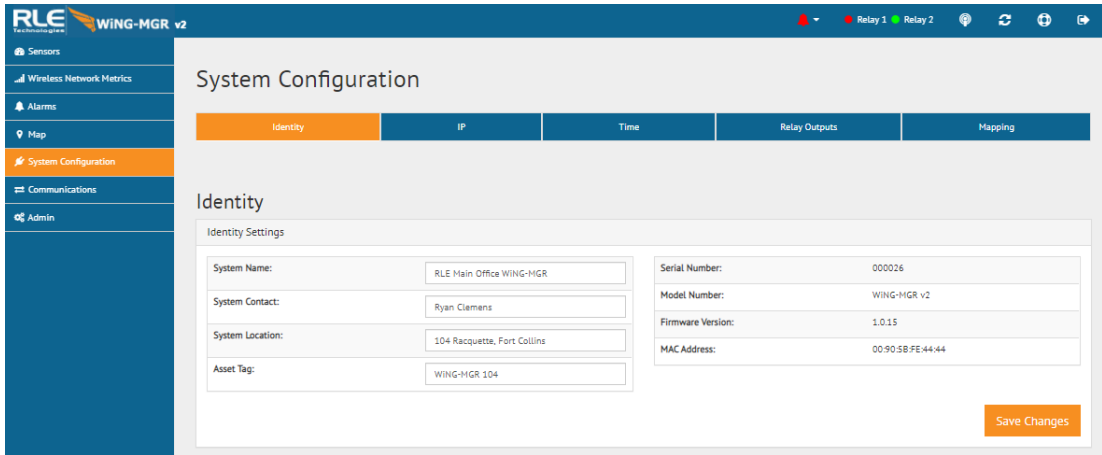 RLE WiNG-MGR v2
Technologies
Relay 1 Relay 2
Sensors
Wireless Network Metrics
Alarms
Map
System Configuration
Communications
Admin
System Configuration
Identity IP Time Relay Outputs Mapping
Identity
Identity Settings
System Name: RLE Main Office WiNG-MGR
System Contact: Ryan Clemens
System Location: 104 Racquette, Fort Collins
Asset Tag: WiNG-MGR 104
Serial Number: 000026
Model Number: WiNG-MGR v2
Firmware Version: 1.0.15
MAC Address: 00:90:5B:FE:44:44
Save Changes